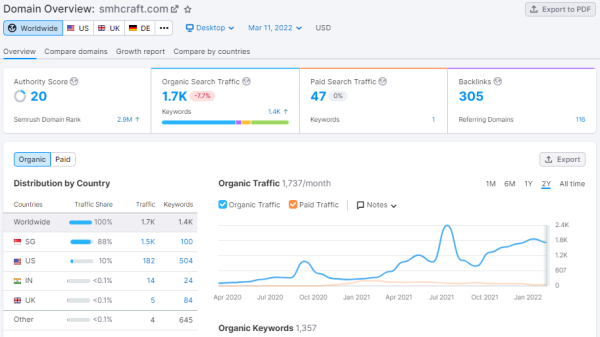 Domain Overview: smhcraft.com
Export to PDF
Worldwide US UK DE ... Desktop Mar 11, 2022 USD
Overview Compare domains Growth report Compare by countries
Authority Score Organic Search Traffic Paid Search Traffic Backlinks
20 1.7K -7.7% 47 0% 305
Keywords 1.4K ↑
Semrush Domain Rank 2.9M ↑ Keywords 1 Referring Domains 116
Organic Paid Export
Distribution by Country Organic Traffic 1,737/month 1M 6M 1Y 2Y All time
Countries Traffic Share Traffic Keywords
Organic Traffic Paid Traffic Notes
Worldwide 100% 1.7K 1.4K
SG 88% 1.5K 100
US 10% 182 504
IN <0.1% 14 24
UK <0.1% 5 84
Other <0.1% 4 645
2.4K
1.8K
1.2K
607
0
Apr 2020 Jul 2020 Oct 2020 Jan 2021 Apr 2021 Jul 2021 Oct 2021 Jan 2022
Organic Keywords 1,357